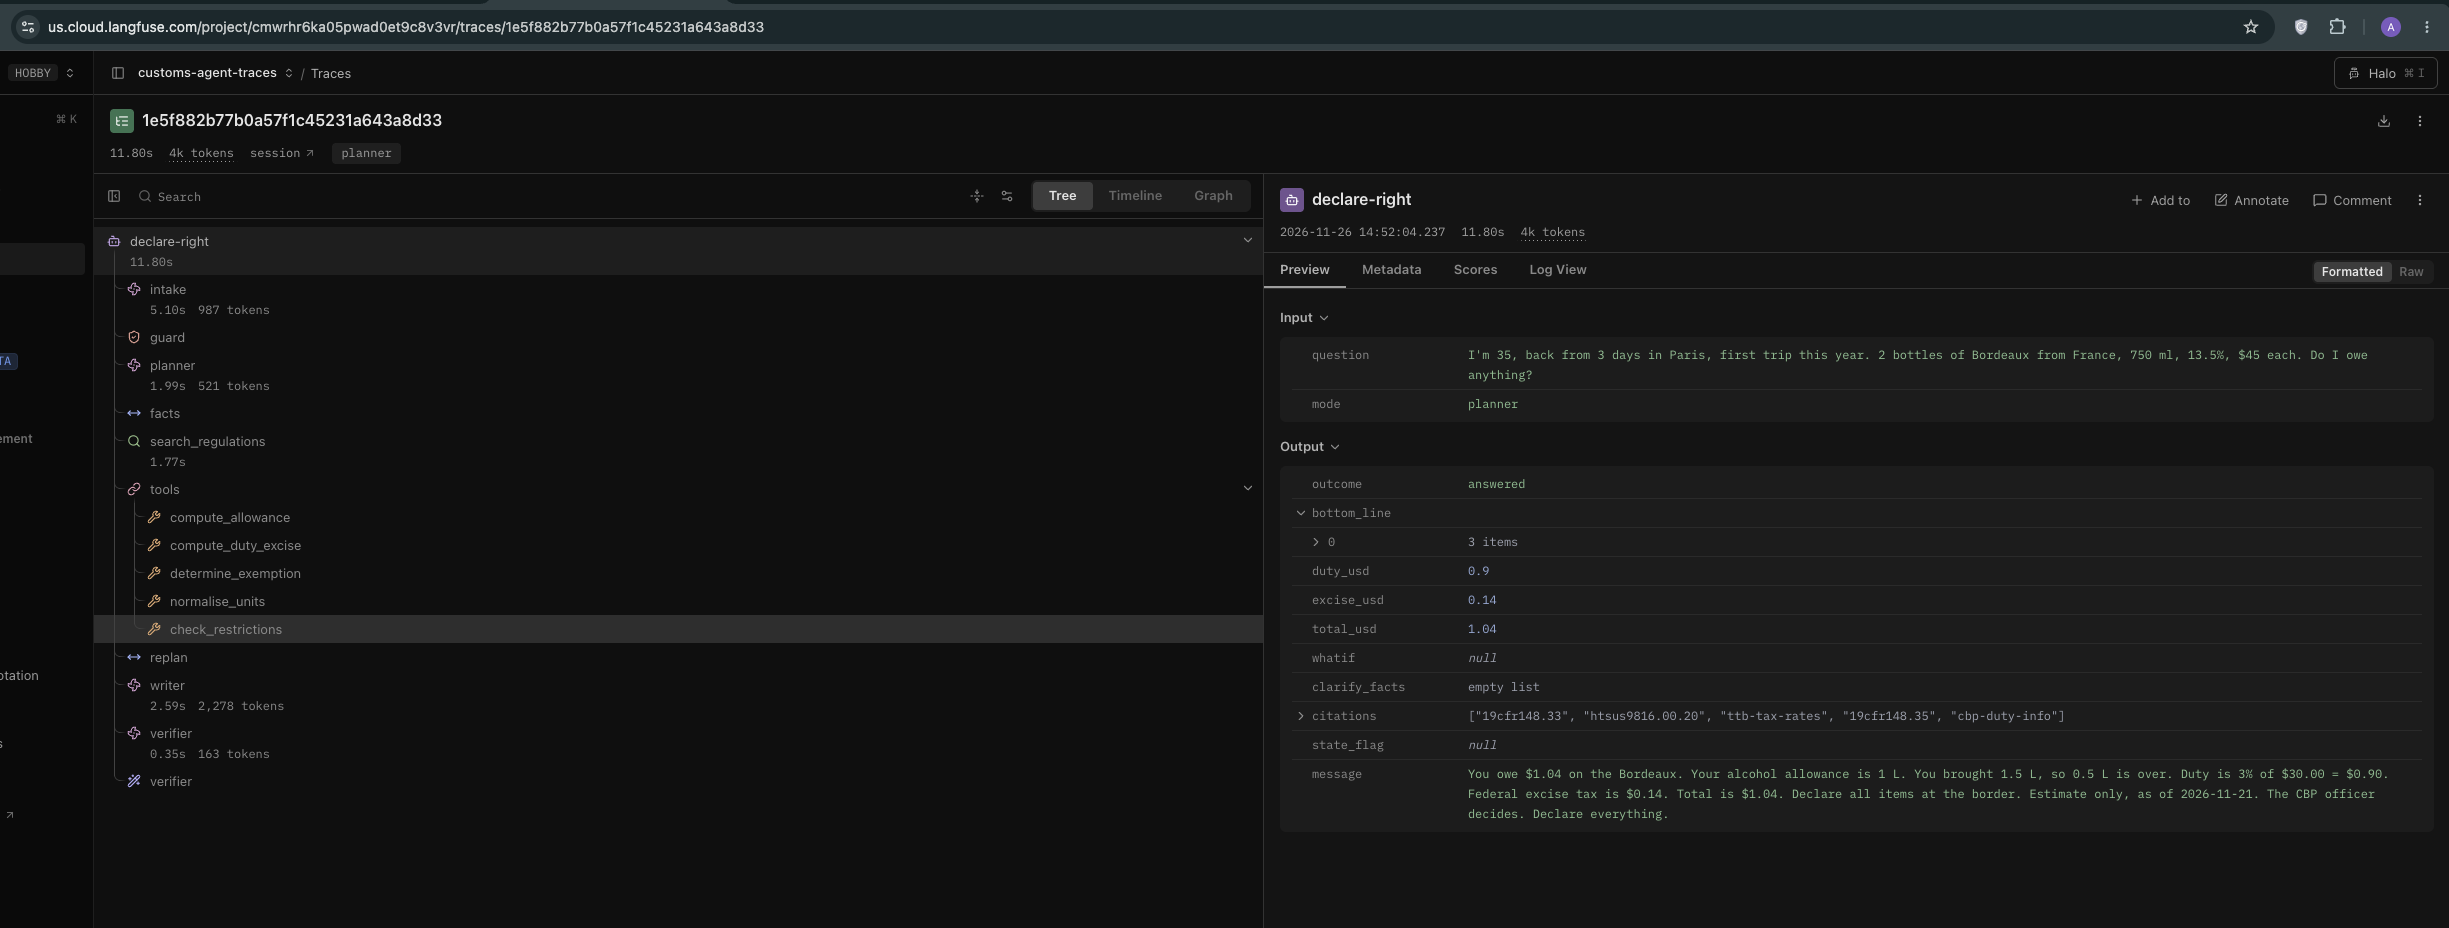 us.cloud.langfuse.com/project/cmwrhr6ka05pwad0et9c8v3vr/traces/1e5f882b77b0a57f1c45231a643a8d33
A
HOBBY
customs-agent-traces / Traces
Halo ⌘ I
⌘ K
1e5f882b77b0a57f1c45231a643a8d33
11.80s 4k tokens session ↗ planner
Search
Tree Timeline Graph
declare-right
11.80s
intake
5.10s 987 tokens
guard
planner
1.99s 521 tokens
facts
search_regulations
1.77s
tools
compute_allowance
compute_duty_excise
determine_exemption
normalise_units
check_restrictions
replan
writer
2.59s 2,278 tokens
verifier
0.35s 163 tokens
verifier
TA
ement
otation
s
declare-right
+ Add to Annotate Comment
2026-11-26 14:52:04.237 11.80s 4k tokens
Preview Metadata Scores Log View
Formatted Raw
Input
question I'm 35, back from 3 days in Paris, first trip this year. 2 bottles of Bordeaux from France, 750 ml, 13.5%, $45 each. Do I owe
anything?
mode planner
Output
outcome answered
bottom_line
0 3 items
duty_usd 0.9
excise_usd 0.14
total_usd 1.04
whatif null
clarify_facts empty list
citations ["19cfr148.33", "htsus9816.00.20", "ttb-tax-rates", "19cfr148.35", "cbp-duty-info"]
state_flag null
message You owe $1.04 on the Bordeaux. Your alcohol allowance is 1 L. You brought 1.5 L, so 0.5 L is over. Duty is 3% of $30.00 = $0.90.
Federal excise tax is $0.14. Total is $1.04. Declare all items at the border. Estimate only, as of 2026-11-21. The CBP officer
decides. Declare everything.